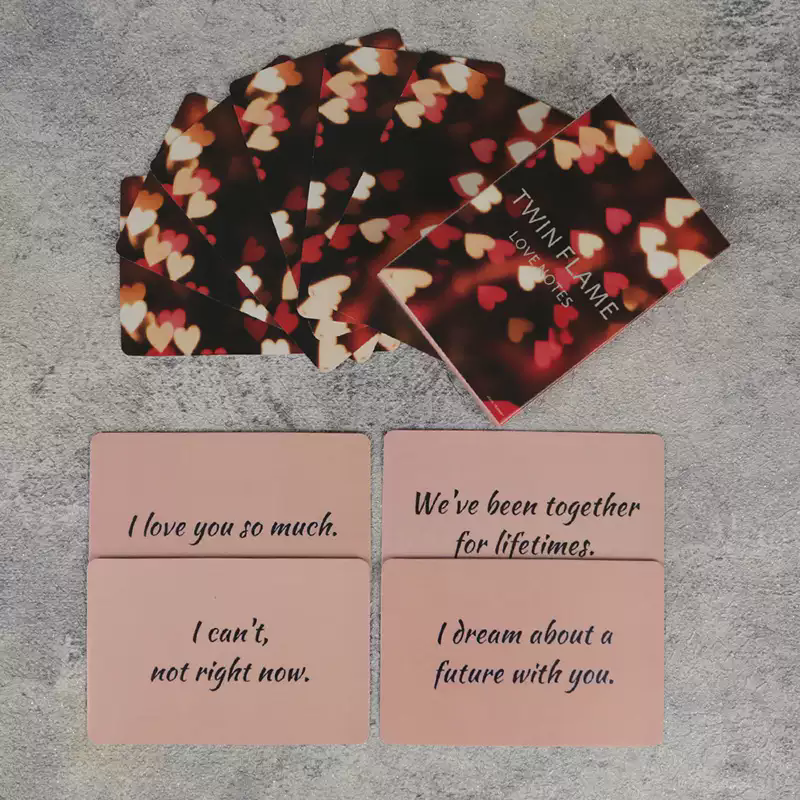 TWIN FLAME
LOVE NOTES
I love you so much.
We've been together
for lifetimes.
I can't,
not right now.
I dream about a
future with you.